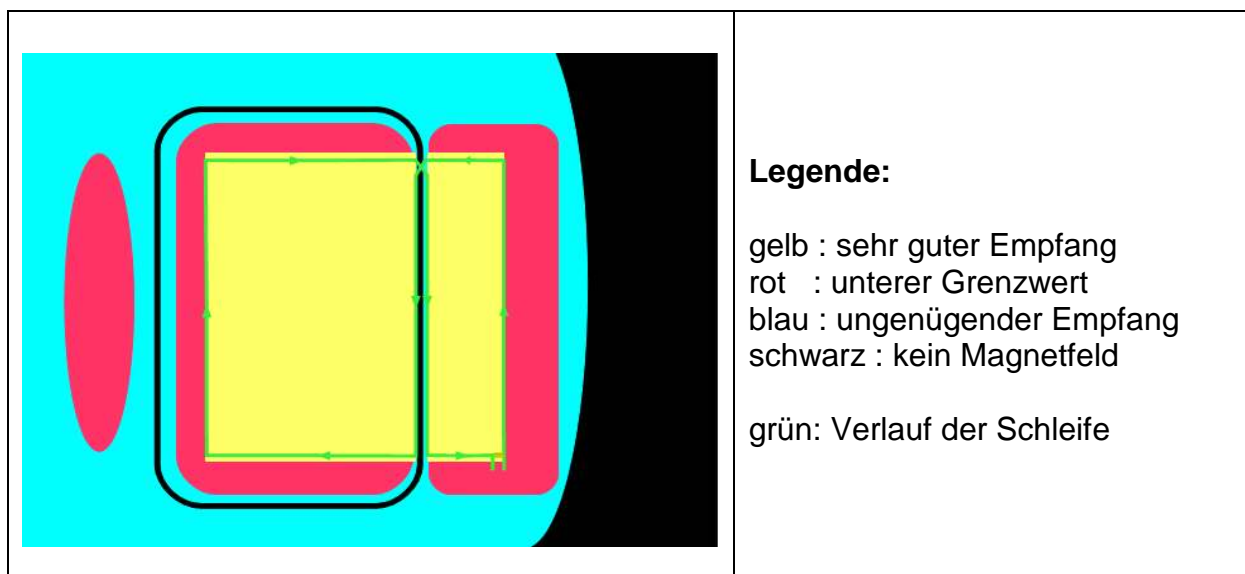 Legende:
gelb : sehr guter Empfang
rot : unterer Grenzwert
blau : ungenügender Empfang
schwarz : kein Magnetfeld
grün: Verlauf der Schleife